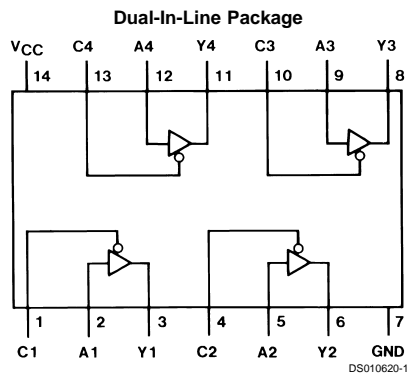 Dual-In-Line Package
VCC C4 A4 Y4 C3 A3 Y3
14 13 12 11 10 9 8
1 2 3 4 5 6 7
C1 A1 Y1 C2 A2 Y2 GND
DS010620-1